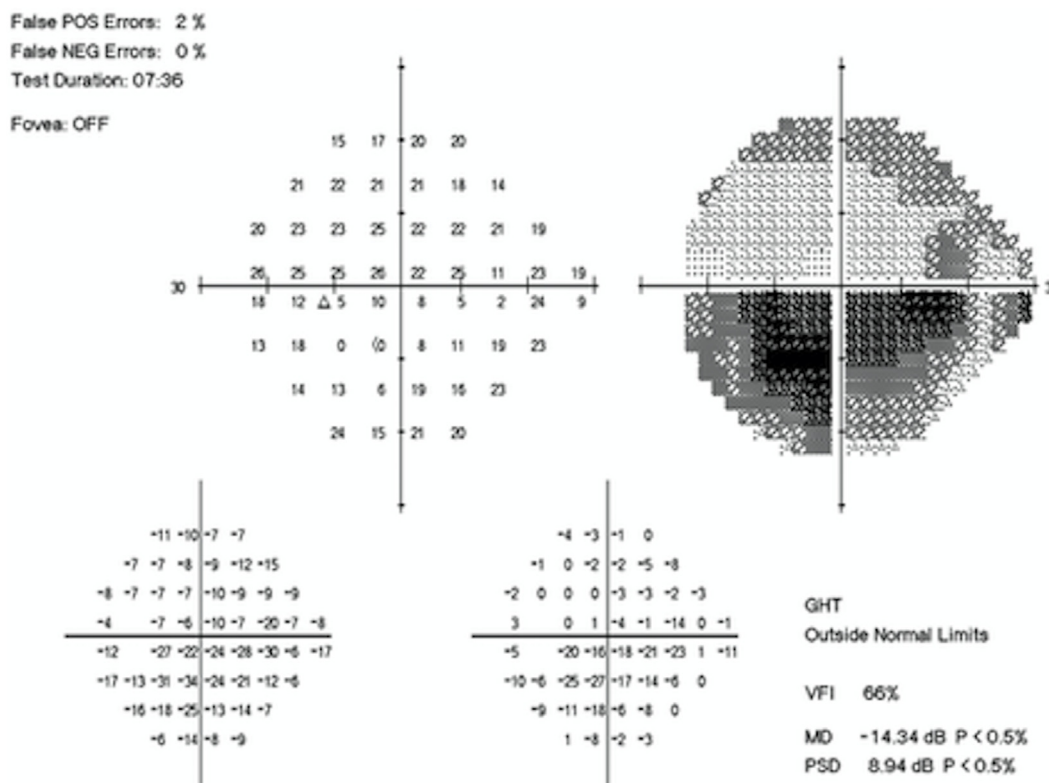 False POS Errors: 2 %
False NEG Errors: 0 %
Test Duration: 07:36
Fovea: OFF
15 17 20 20
21 22 21 21 18 14
20 23 23 25 22 22 21 19
26 25 25 26 22 25 11 23 19
30
18 12 5 10 8 5 2 24 9
13 18 0 (0 8 11 19 23
14 13 6 19 16 23
24 15 21 20
-11 -10 -7 -7
-7 -7 -8 -9 -12 -15
-8 -7 -7 -7 -10 -9 -9 -9
-4 -7 -6 -10 -7 -20 -7 -8
-12 -27 -22 -24 -28 -30 -6 -17
-17 -13 -31 -34 -24 -21 -12 -6
-16 -18 -25 -13 -14 -7
-6 -14 -8 -9
-4 -3 -1 0
-1 0 -2 -2 -5 -8
-2 0 0 0 -3 -3 -2 -3
3 0 1 -4 -1 -14 0 -1
-5 -20 -16 -18 -21 -23 1 -11
-10 -6 -25 -27 -17 -14 -6 0
-9 -11 -18 -6 -8 0
1 -8 -2 -3
GHT
Outside Normal Limits
VFI 66%
MD -14.34 dB P < 0.5%
PSD 8.94 dB P < 0.5%